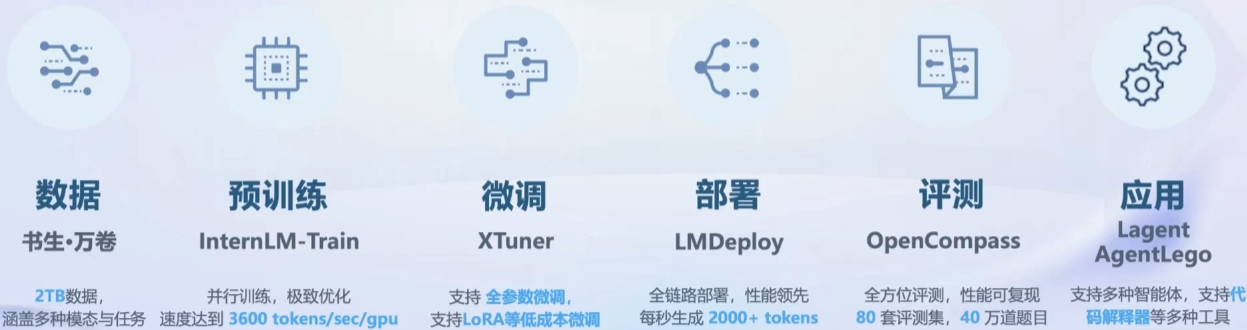 数据
书生·万卷
2TB数据，
涵盖多种模态与任务
预训练
InternLM-Train
并行训练，极致优化
速度达到 3600 tokens/sec/gpu
微调
XTuner
支持 全参数微调，
支持LoRA等低成本微调
部署
LMDeploy
全链路部署，性能领先
每秒生成 2000+ tokens
评测
OpenCompass
全方位评测，性能可复现
80 套评测集，40 万道题目
应用
Lagent
AgentLego
支持多种智能体，支持代
码解释器等多种工具